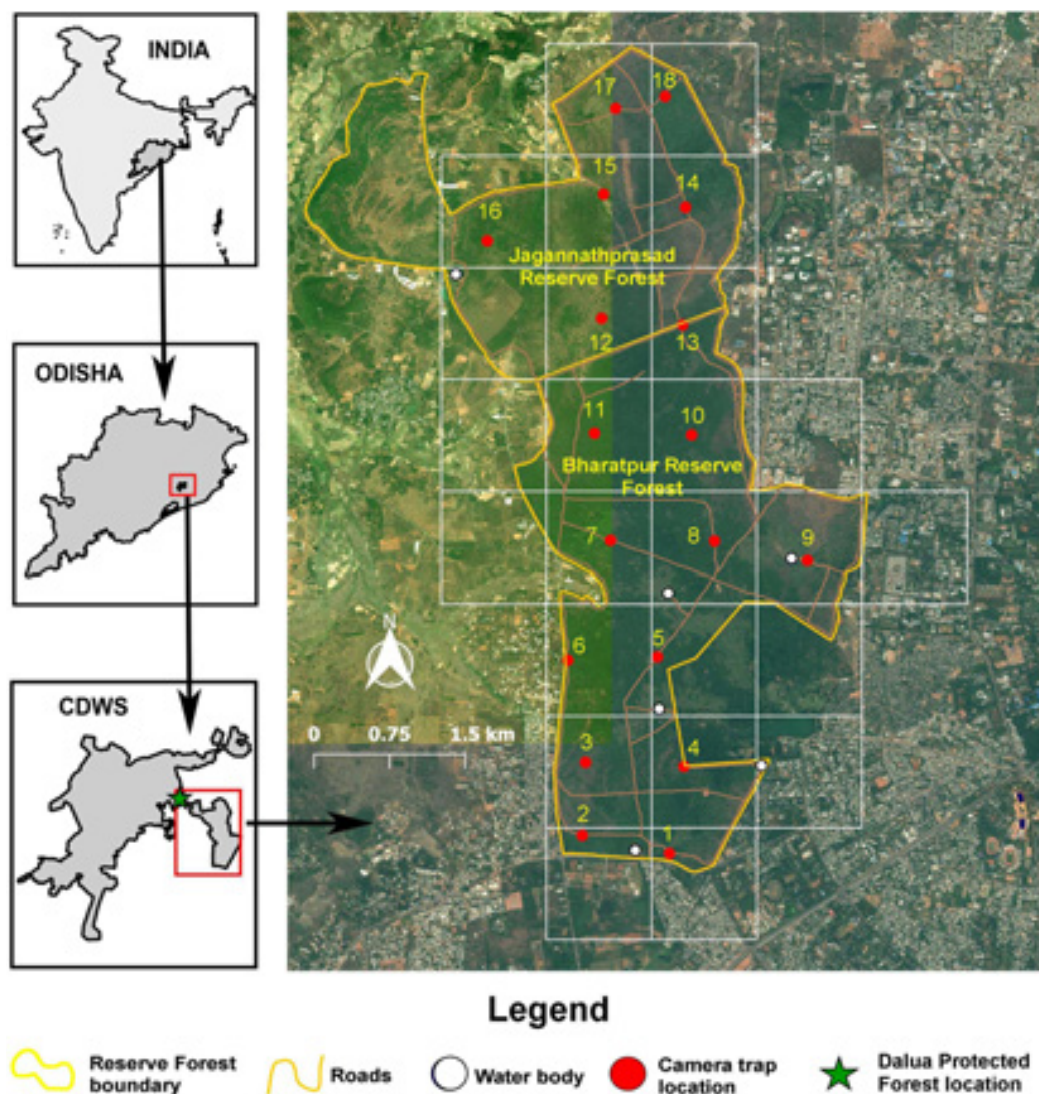 INDIA
ODISHA
CDWS
17
18
15
14
16
Jagannathprasad
Reserve Forest
12
13
11
10
Bharatpur Reserve
Forest
7
8
9
6
5
N
0 0.75 1.5 km
3
4
2
1
Legend
Reserve Forest
boundary
Roads
Water body
Camera trap
location
Dalua Protected
Forest location